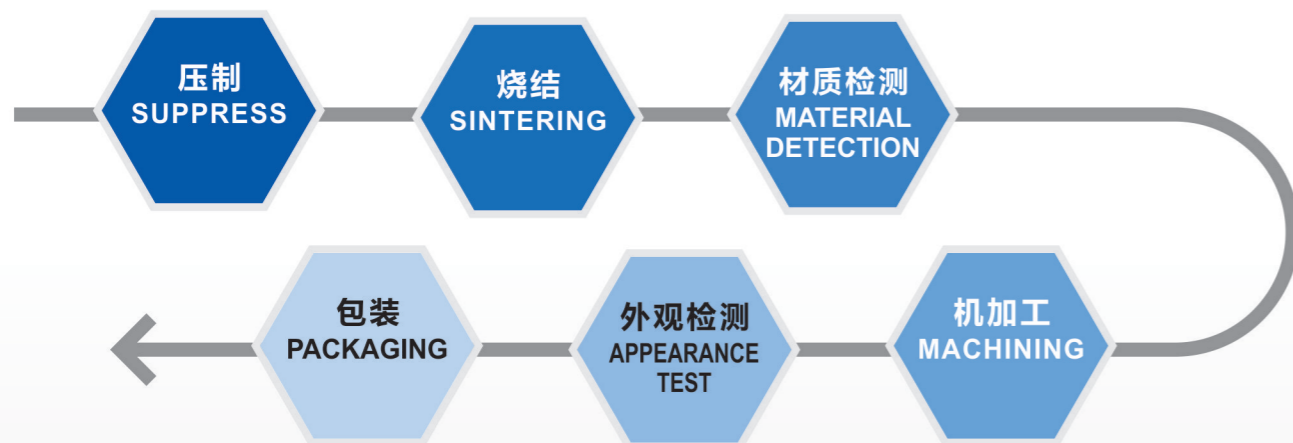 压制
SUPPRESS
烧结
SINTERING
材质检测
MATERIAL
DETECTION
机加工
MACHINING
外观检测
APPEARANCE
TEST
包装
PACKAGING